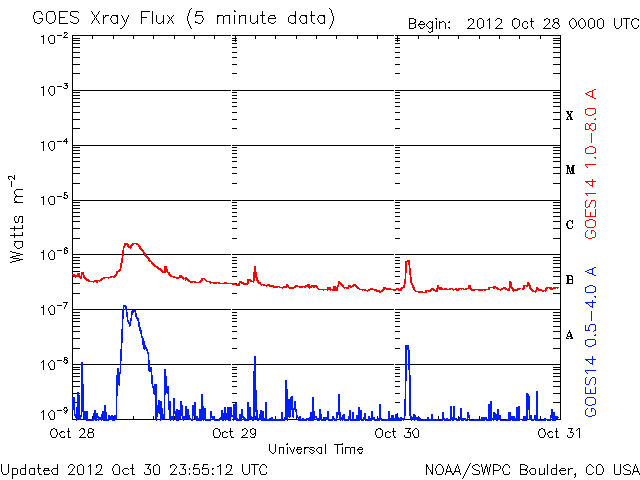 GOES Xray Flux (5 minute data)
Begin: 2012 Oct 28 0000 UTC
10⁻²
10⁻³
10⁻⁴
10⁻⁵
10⁻⁶
10⁻⁷
10⁻⁸
10⁻⁹
Watts m⁻²
X
M
C
B
A
GOES14 1.0-8.0 A
GOES14 0.5-4.0 A
Oct 28
Oct 29
Oct 30
Oct 31
Universal Time
Updated 2012 Oct 30 23:55:12 UTC
NOAA/SWPC Boulder, CO USA